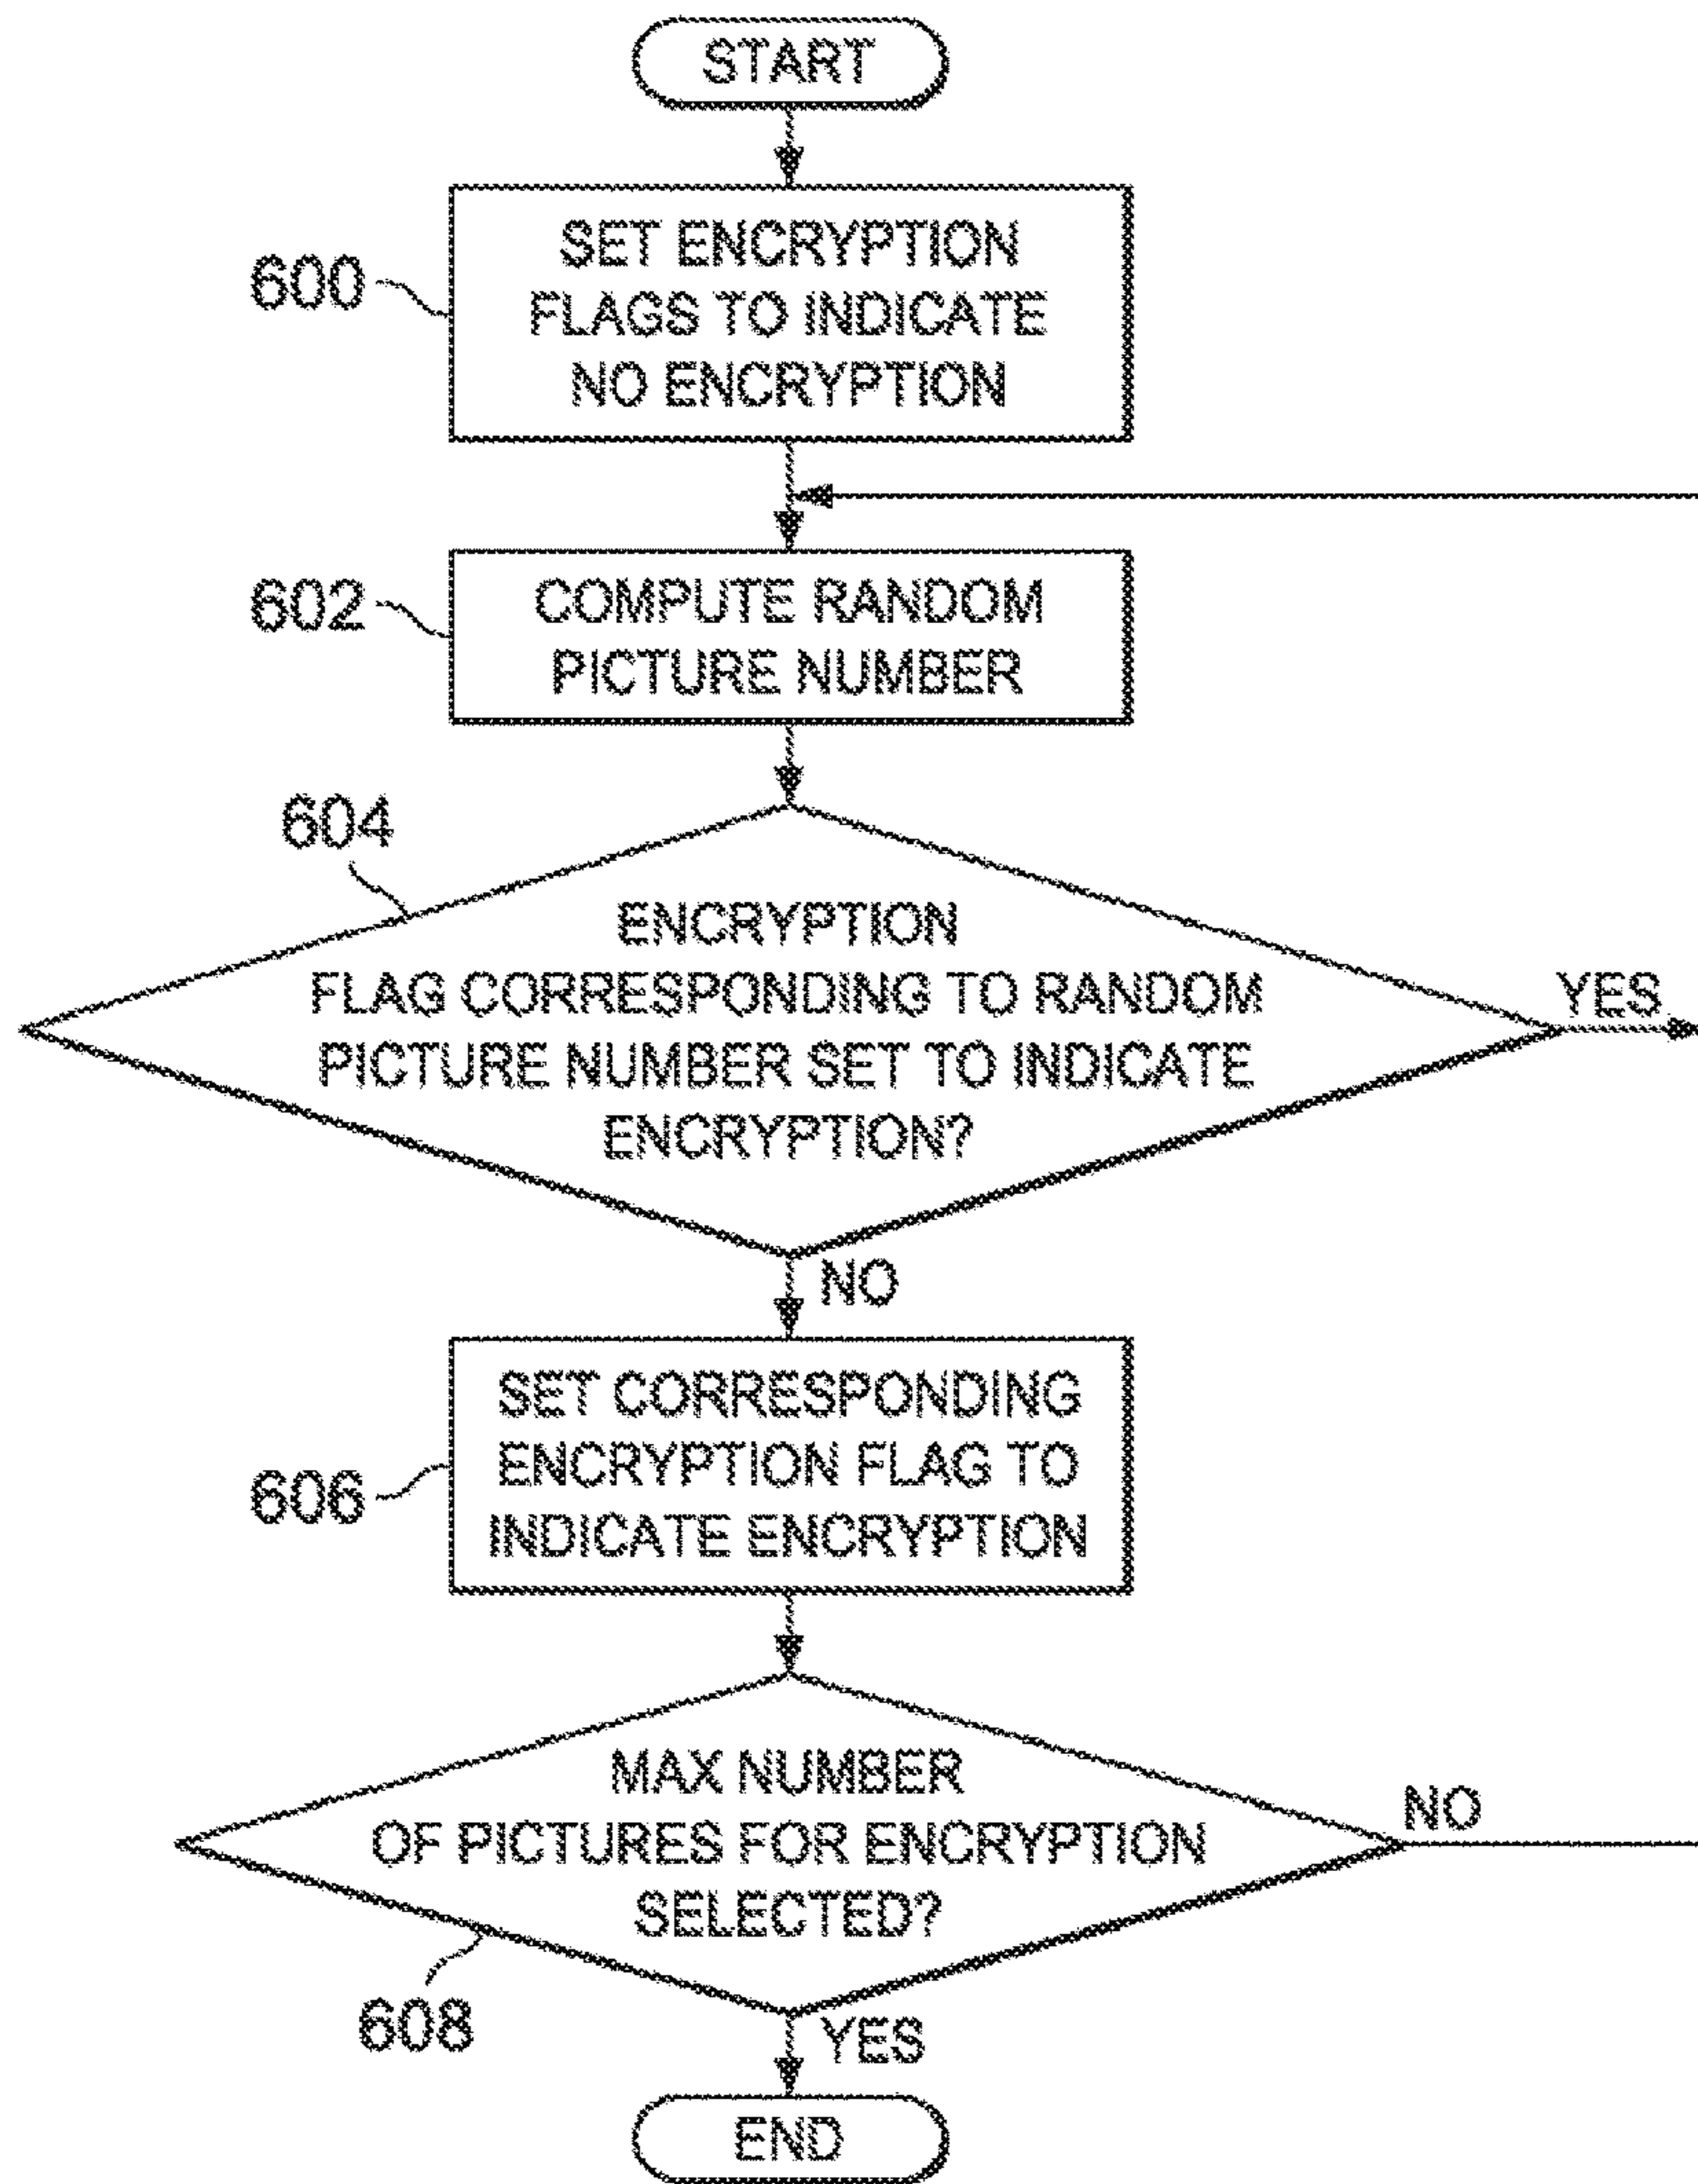 START
600
SET ENCRYPTION
FLAGS TO INDICATE
NO ENCRYPTION
602
COMPUTE RANDOM
PICTURE NUMBER
604
ENCRYPTION
FLAG CORRESPONDING TO RANDOM
PICTURE NUMBER SET TO INDICATE
ENCRYPTION?
YES
NO
606
SET CORRESPONDING
ENCRYPTION FLAG TO
INDICATE ENCRYPTION
MAX NUMBER
OF PICTURES FOR ENCRYPTION
SELECTED?
NO
608
YES
END